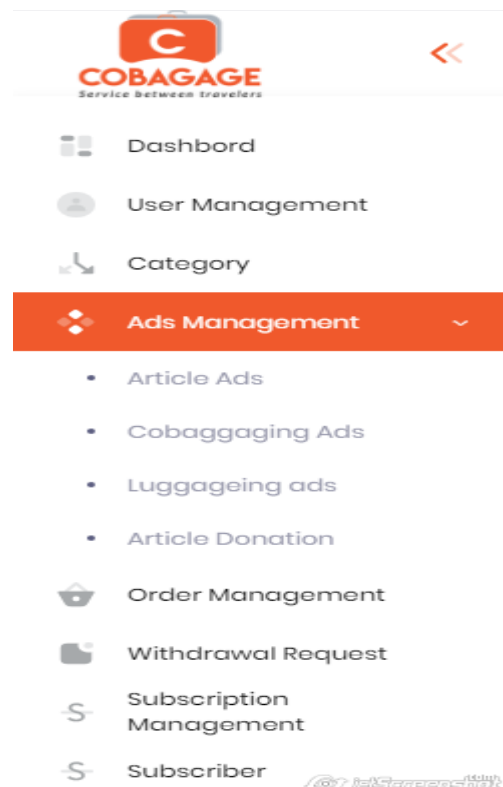 C
COBAGAGE
Service between travelers
Dashbord
User Management
Category
Ads Management
Article Ads
Cobaggaging Ads
Luggageing ads
Article Donation
Order Management
Withdrawal Request
Subscription
Management
Subscriber